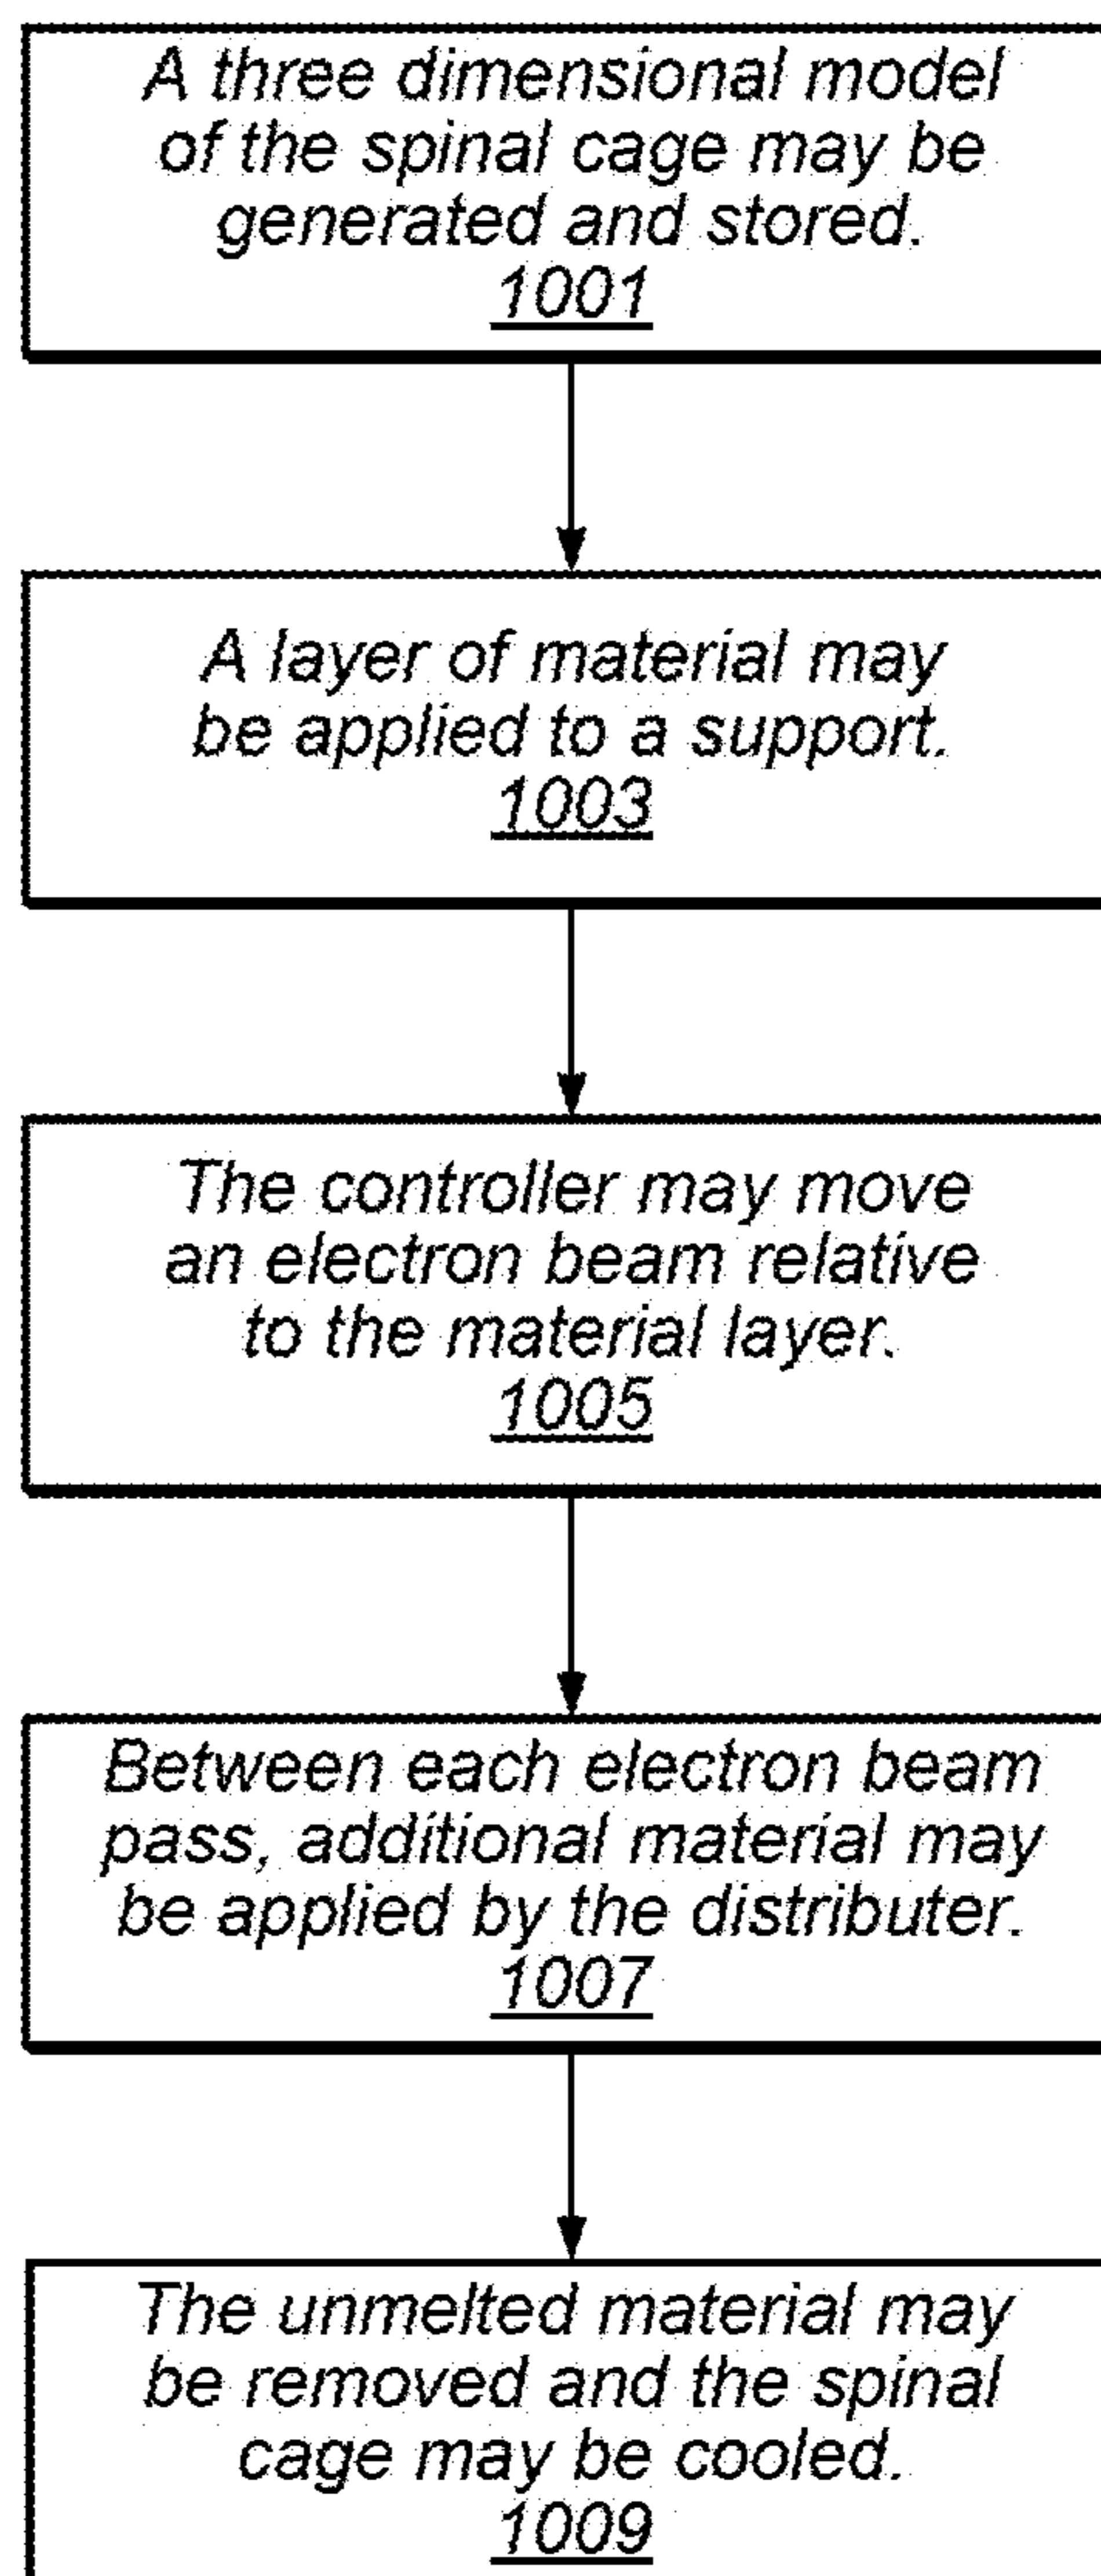 A three dimensional model
of the spinal cage may be
generated and stored.
1001
A layer of material may
be applied to a support.
1003
The controller may move
an electron beam relative
to the material layer.
1005
Between each electron beam
pass, additional material may
be applied by the distributer.
1007
The unmelted material may
be removed and the spinal
cage may be cooled.
1009